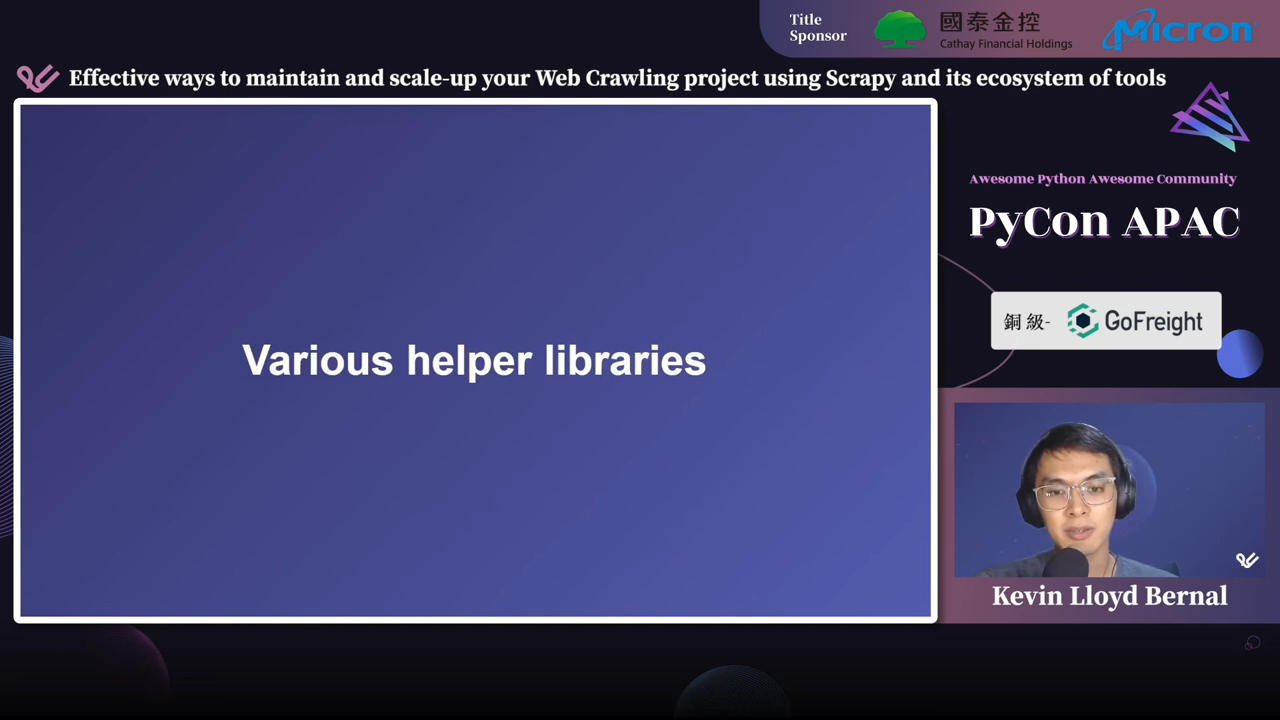 Title
Sponsor
國泰金控
Cathay Financial Holdings
Micron
Effective ways to maintain and scale-up your Web Crawling project using Scrapy and its ecosystem of tools
Various helper libraries
Awesome Python Awesome Community
PyCon APAC
銅級- GoFreight
Kevin Lloyd Bernal